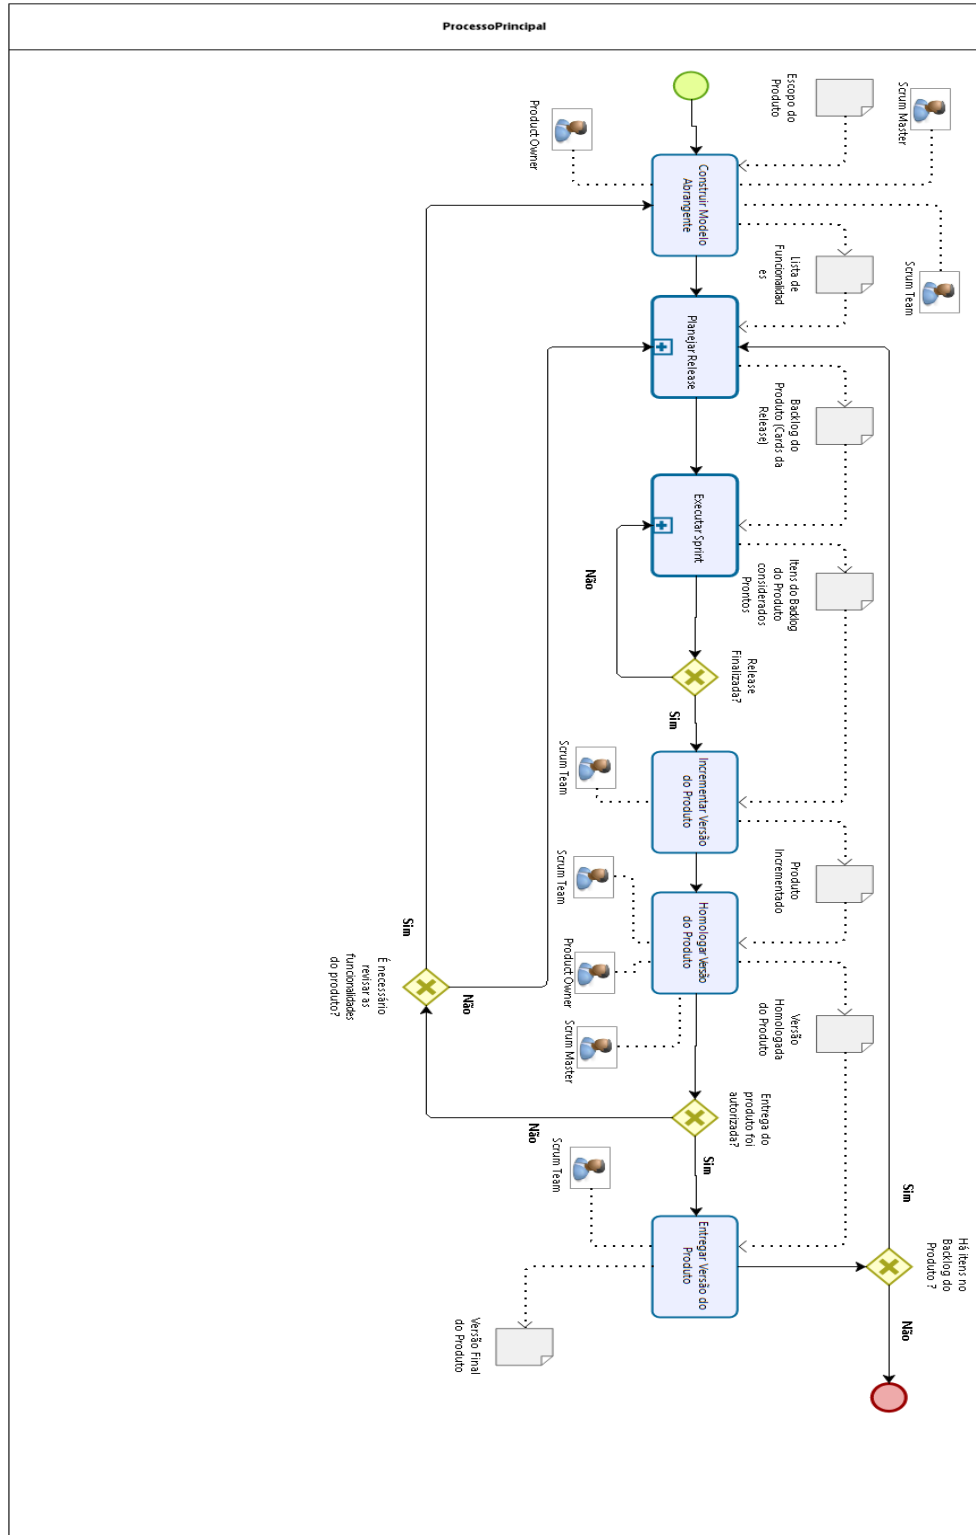 ProcessoPrincipal
Scrum Master
Escopo do
Produto
Product Owner
Construir Modelo
Abrangente
Scrum Team
Lista de
Funcionalidad
es
Planejar Release
Backlog do
Produto (Cards da
Release)
Executar Sprint
Não
Itens do Backlog
do Produto
considerados
Prontos
Release
Finalizada?
Sim
Scrum Team
Incrementar Versão
do Produto
Produto
Incrementado
Scrum Team
Homologar Versão
do Produto
Product Owner
Scrum Master
Versão
Homologada
do Produto
Sim
É necessário
revisar as
funcionalidades
do produto?
Não
Entrega do
produto foi
autorizada?
Não
Sim
Scrum Team
Entregar Versão do
Produto
Versão Final
do Produto
Sim
Há itens no
Backlog do
Produto ?
Não